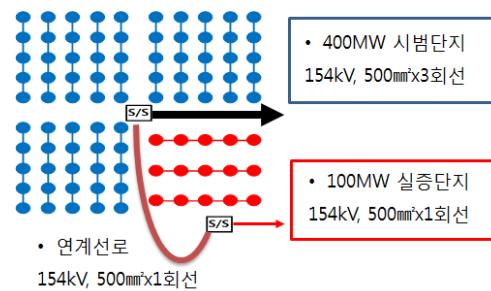 • 400MW 시범단지
154kV, 500㎟x3회선
S/S
• 100MW 실증단지
154kV, 500㎟x1회선
S/S
• 연계선로
154kV, 500㎟x1회선